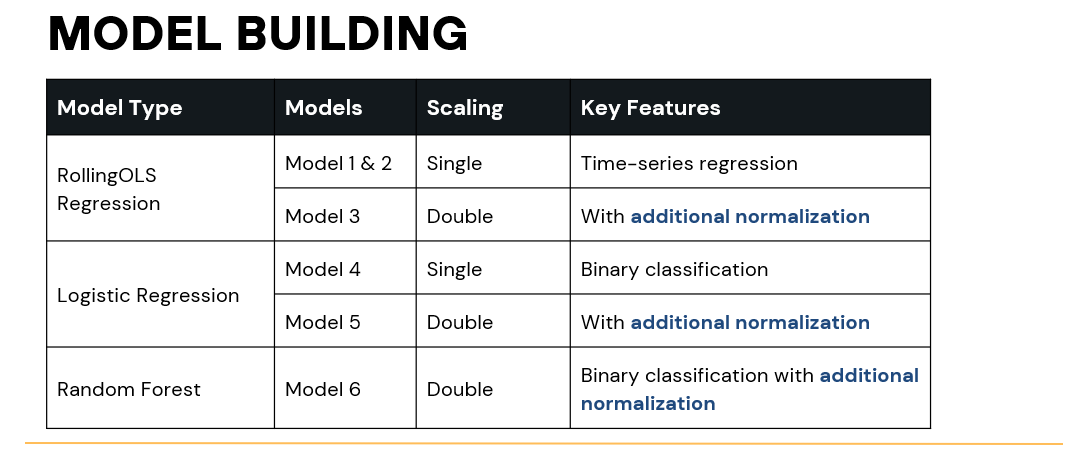 MODEL BUILDING
Model Type Models Scaling Key Features
RollingOLS
Regression
Model 1 & 2 Single Time-series regression
Model 3 Double With additional normalization
Logistic Regression
Model 4 Single Binary classification
Model 5 Double With additional normalization
Random Forest Model 6 Double Binary classification with additional
normalization